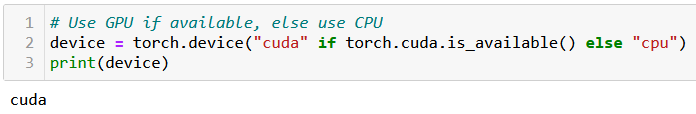 1 # Use GPU if available, else use CPU
2 device = torch.device("cuda" if torch.cuda.is_available() else "cpu")
3 print(device)
cuda